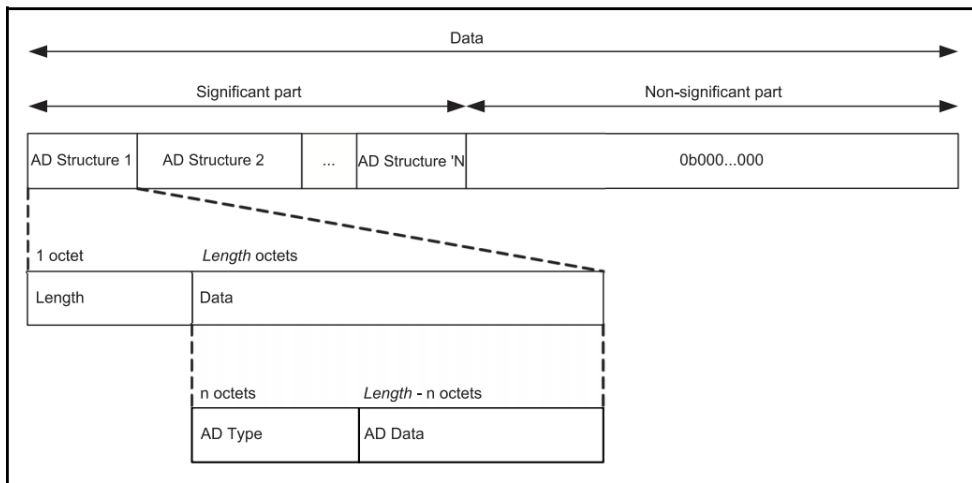 Data
Significant part Non-significant part
AD Structure 1 AD Structure 2 ... AD Structure 'N 0b000...000
1 octet Length octets
Length Data
n octets Length - n octets
AD Type AD Data